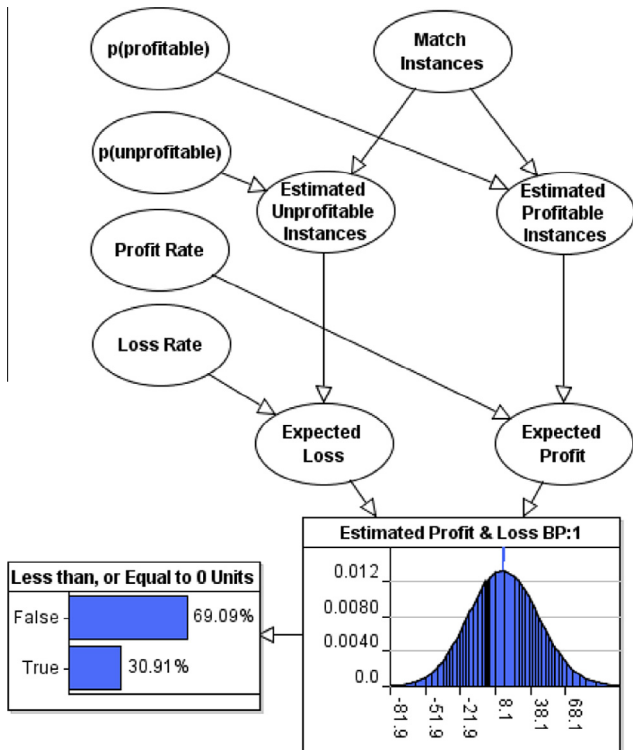 p(profitable)
Match
Instances
p(unprofitable)
Estimated
Unprofitable
Instances
Estimated
Profitable
Instances
Profit Rate
Loss Rate
Expected
Loss
Expected
Profit
Estimated Profit & Loss BP:1
0.012
0.0080
0.0040
0.0
-81.9
-51.9
-21.9
8.1
38.1
68.1
Less than, or Equal to 0 Units
False
69.09%
True
30.91%